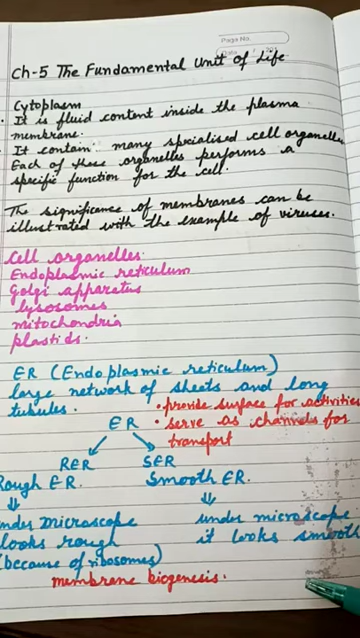 Page No.
Date
Ch-5 The Fundamental Unit of Life
Cytoplasm
. It is fluid content inside the plasma
membrane.
. It contain many specialised cell organelles
Each of these organelles performs a
specific function for the cell.
The significance of membranes can be
illustrated with the example of viruses.
Cell organelles.
Endoplasmic reticulum
Golgi apparatus
lysosomes
mitochondria
plastids.
ER (Endoplasmic reticulum)
large network of sheets and long
tubules.
• provide surface for activities
ER • serve as channels for
transport
RER SER
Rough ER. Smooth ER.
⇓ ⇓
under microscope under microscope
looks rough it looks smooth
(because of ribosomes)
membrane biogenesis.